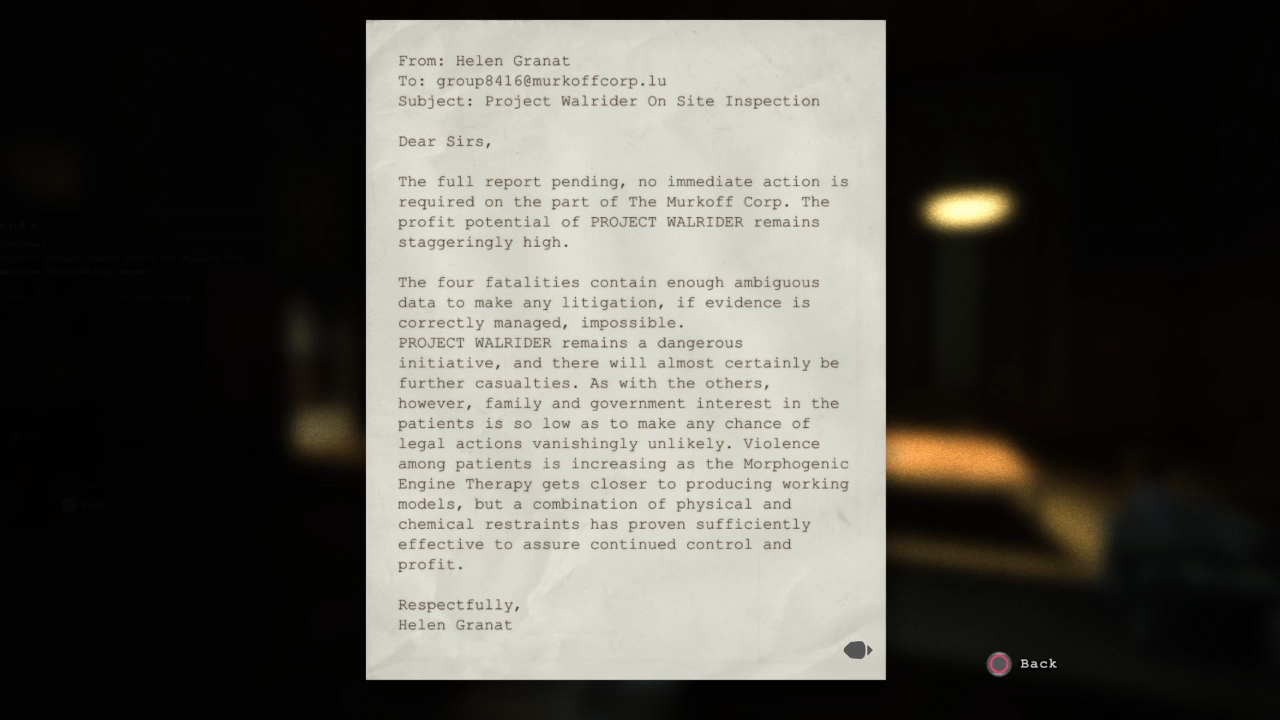 From: Helen Granat
To: group8416@murkoffcorp.lu
Subject: Project Walrider On Site Inspection
Dear Sirs,
The full report pending, no immediate action is
required on the part of The Murkoff Corp. The
profit potential of PROJECT WALRIDER remains
staggeringly high.
The four fatalities contain enough ambiguous
data to make any litigation, if evidence is
correctly managed, impossible.
PROJECT WALRIDER remains a dangerous
initiative, and there will almost certainly be
further casualties. As with the others,
however, family and government interest in the
patients is so low as to make any chance of
legal actions vanishingly unlikely. Violence
among patients is increasing as the Morphogenic
Engine Therapy gets closer to producing working
models, but a combination of physical and
chemical restraints has proven sufficiently
effective to assure continued control and
profit.
Respectfully,
Helen Granat
Back